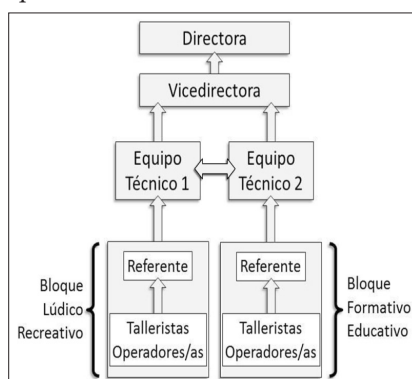 Directora
Vicedirectora
Equipo
Técnico 1
Equipo
Técnico 2
Bloque
Lúdico
Recreativo
Referente
Talleristas
Operadores/as
Referente
Talleristas
Operadores/as
Bloque
Formativo
Educativo